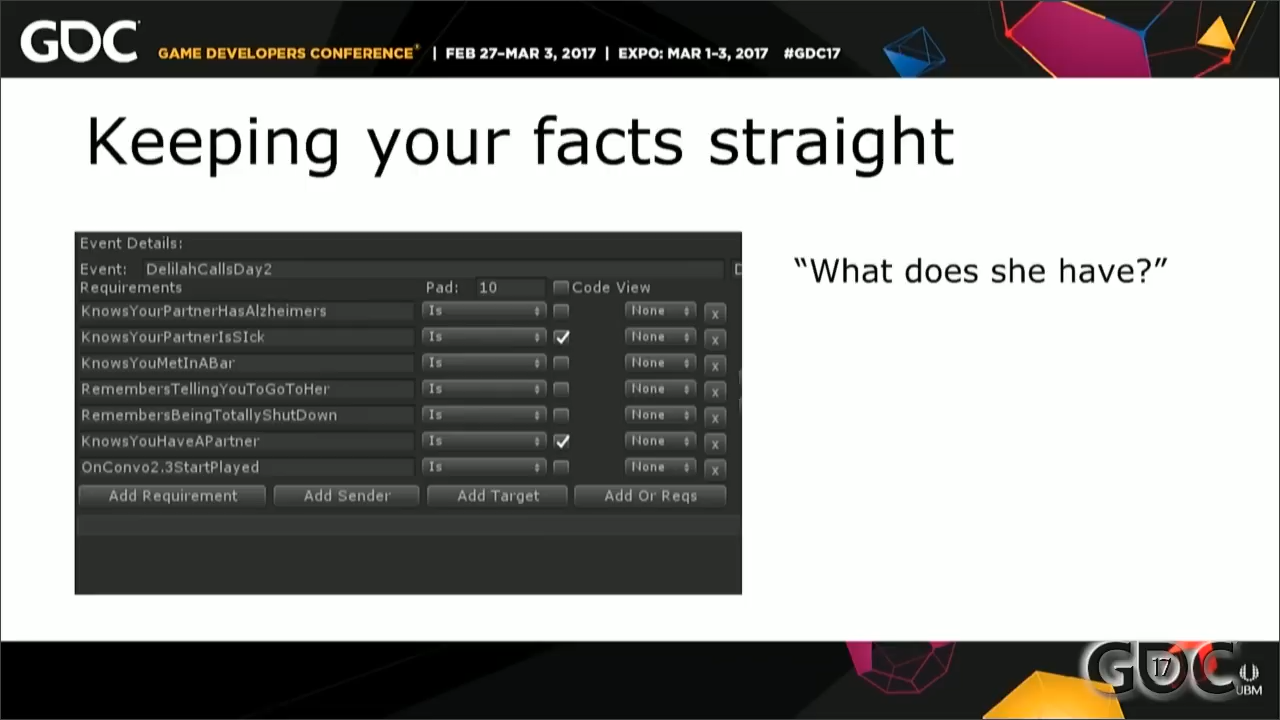 GDC GAME DEVELOPERS CONFERENCE® | FEB 27–MAR 3, 2017 | EXPO: MAR 1–3, 2017 #GDC17
Keeping your facts straight
Event Details:
Event: DelilahCallsDay2 D
Requirements Pad: 10 Code View
KnowsYourPartnerHasAlzheimers Is None x
KnowsYourPartnerIsSIck Is None x
KnowsYouMetInABar Is None x
RemembersTellingYouToGoToHer Is None x
RemembersBeingTotallyShutDown Is None x
KnowsYouHaveAPartner Is None x
OnConvo2.3StartPlayed Is None x
Add Requirement Add Sender Add Target Add Or Reqs
“What does she have?”
GDC 17
UBM